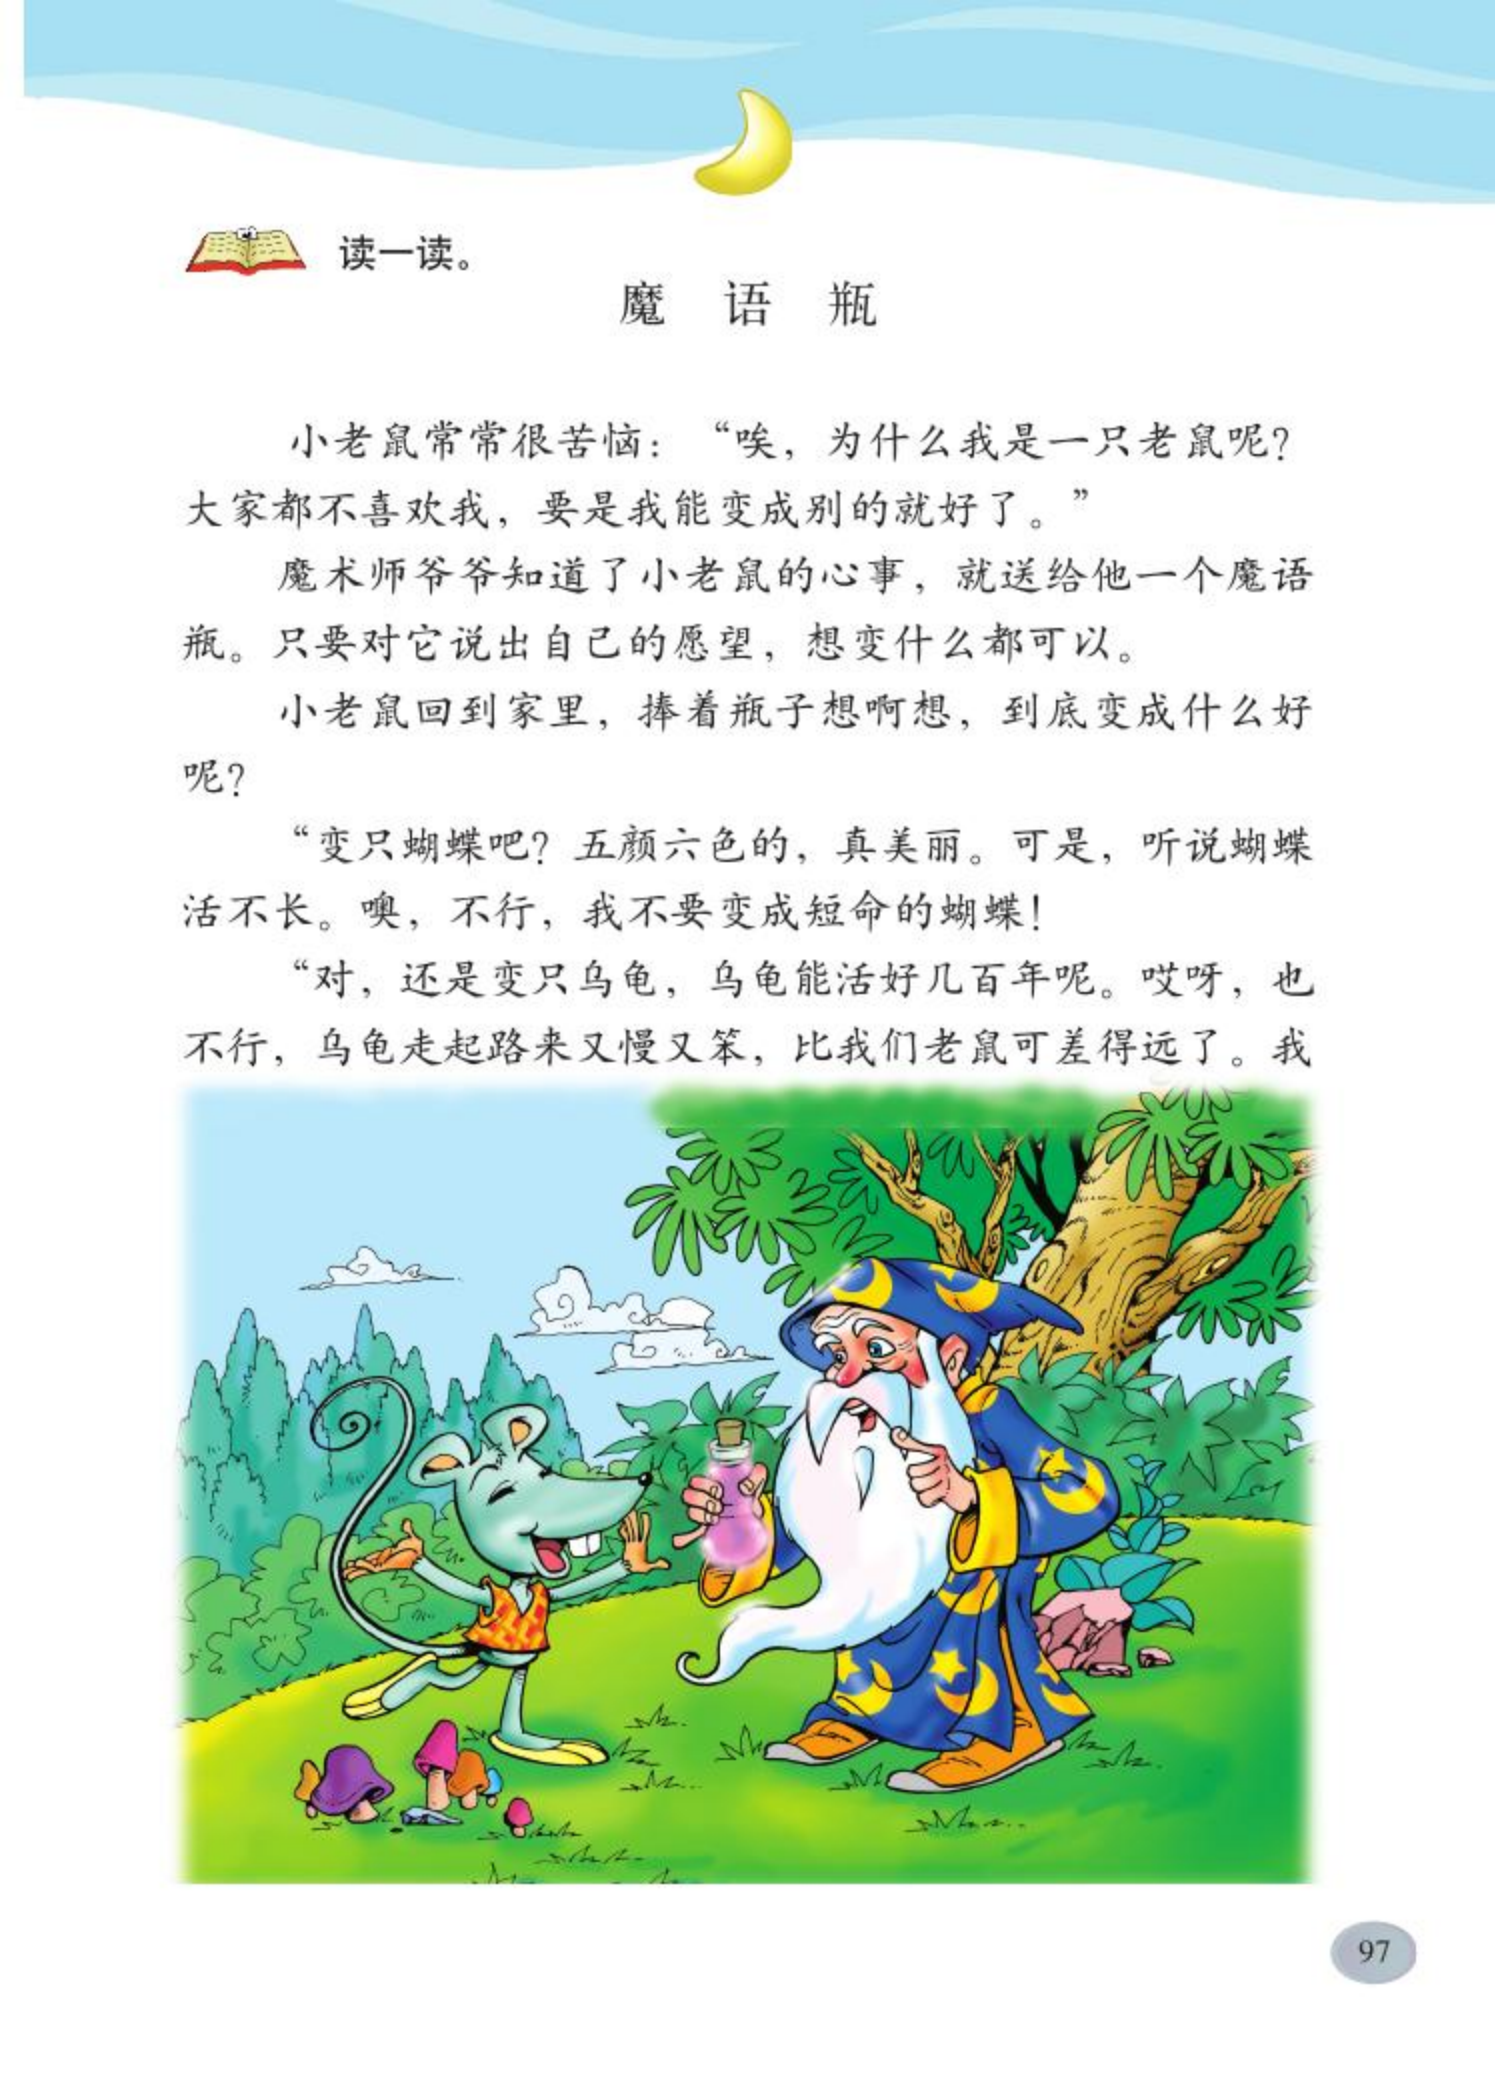 读一读。
魔 语 瓶
小老鼠常常很苦恼：“唉，为什么我是一只老鼠呢？
大家都不喜欢我，要是我能变成别的就好了。”
魔术师爷爷知道了小老鼠的心事，就送给他一个魔语
瓶。只要对它说出自己的愿望，想变什么都可以。
小老鼠回到家里，捧着瓶子想啊想，到底变成什么好
呢？
“变只蝴蝶吧？五颜六色的，真美丽。可是，听说蝴蝶
活不长。噢，不行，我不要变成短命的蝴蝶！
“对，还是变只乌龟，乌龟能活好几百年呢。哎呀，也
不行，乌龟走起路来又慢又笨，比我们老鼠可差得远了。我
97